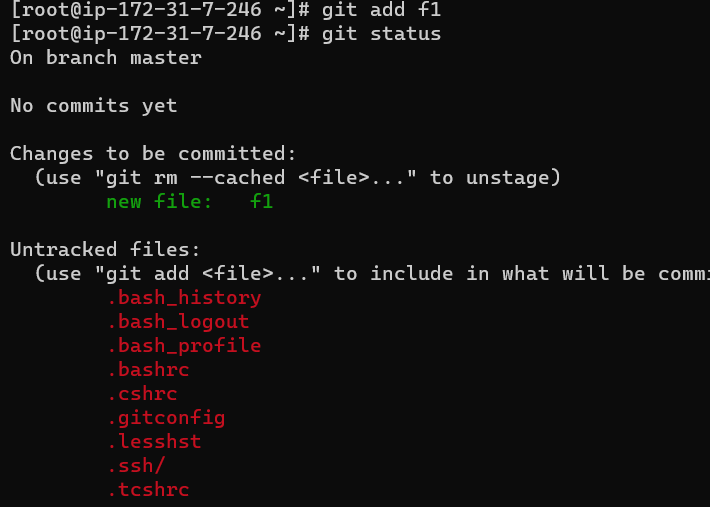 [root@ip-172-31-7-246 ~]# git add f1
[root@ip-172-31-7-246 ~]# git status
On branch master
No commits yet
Changes to be committed:
(use "git rm --cached <file>..." to unstage)
new file: f1
Untracked files:
(use "git add <file>..." to include in what will be commi
.bash_history
.bash_logout
.bash_profile
.bashrc
.cshrc
.gitconfig
.lesshst
.ssh/
.tcshrc